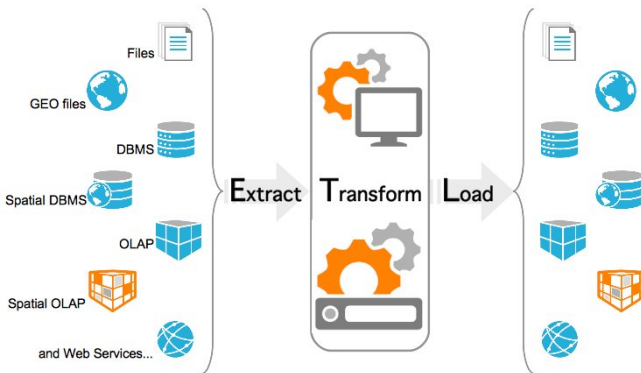 Files
GEO files
DBMS
Spatial DBMS
Extract
Transform
Load
OLAP
Spatial OLAP
and Web Services...